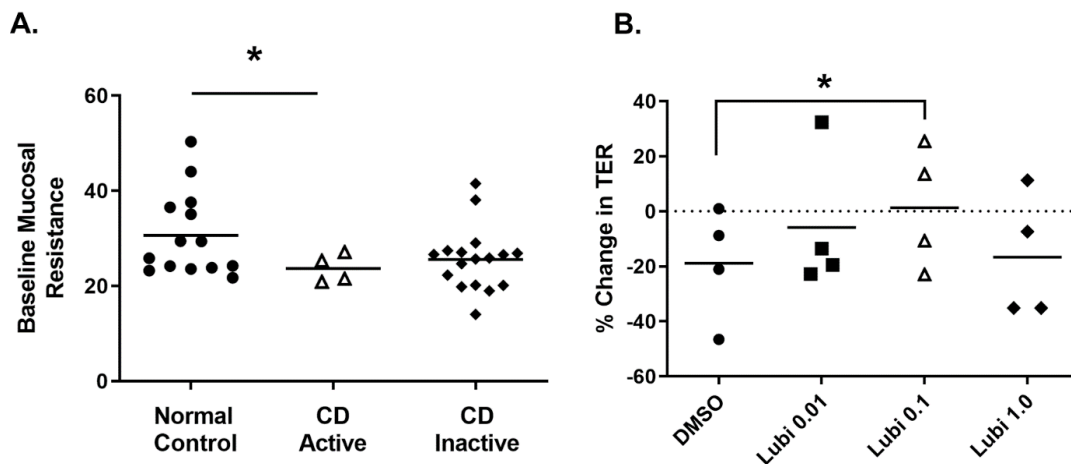 A.
*
Baseline Mucosal
Resistance
60
40
20
0
Normal
Control
CD
Active
CD
Inactive
B.
*
% Change in TER
40
20
0
-20
-40
-60
DMSO
Lubi 0.01
Lubi 0.1
Lubi 1.0